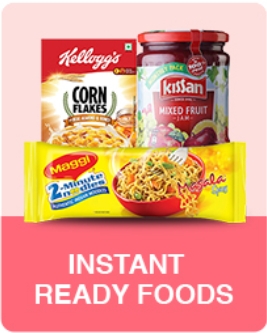 Kellogg's
CORN
FLAKES
Kissan
MIXED FRUIT
JAM
Maggi
2-Minute
noodles
Masala
INSTANT
READY FOODS